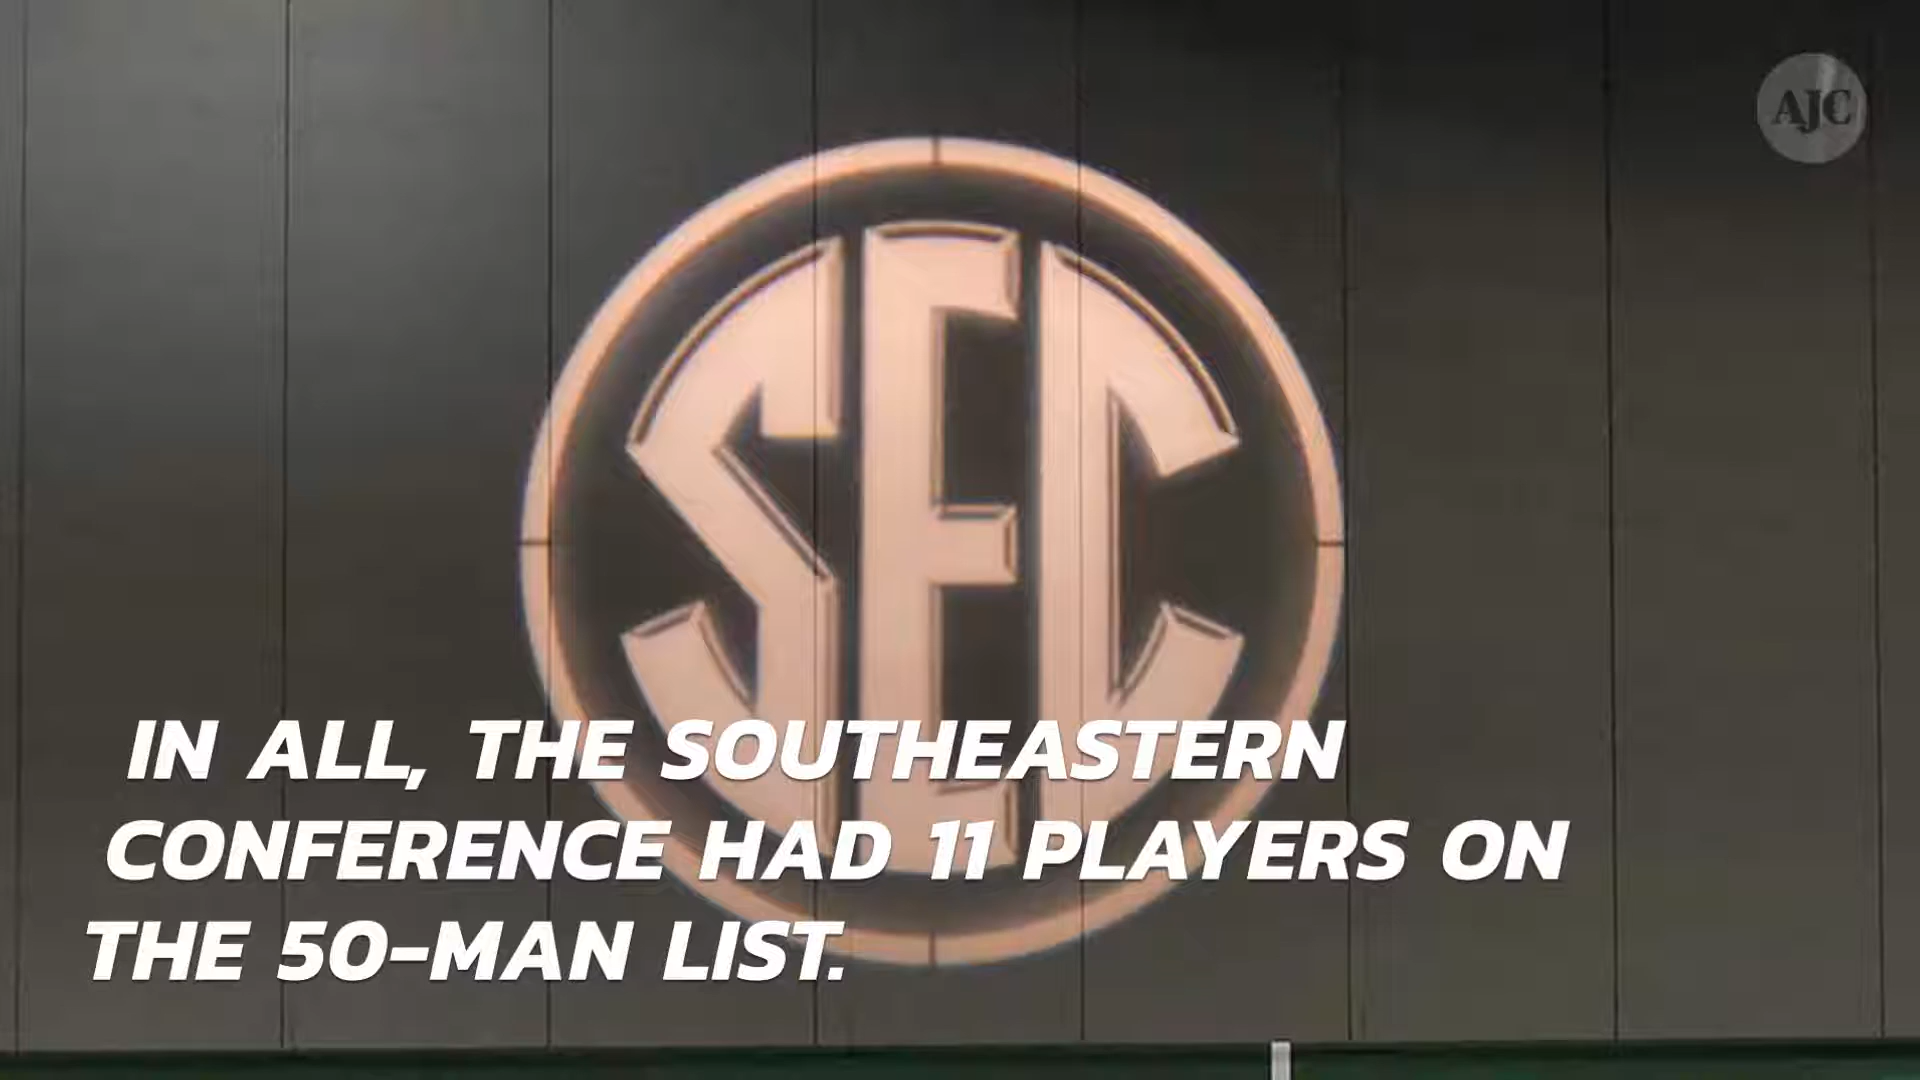 AJC
SEC
IN ALL, THE SOUTHEASTERN
CONFERENCE HAD 11 PLAYERS ON
THE 50-MAN LIST.